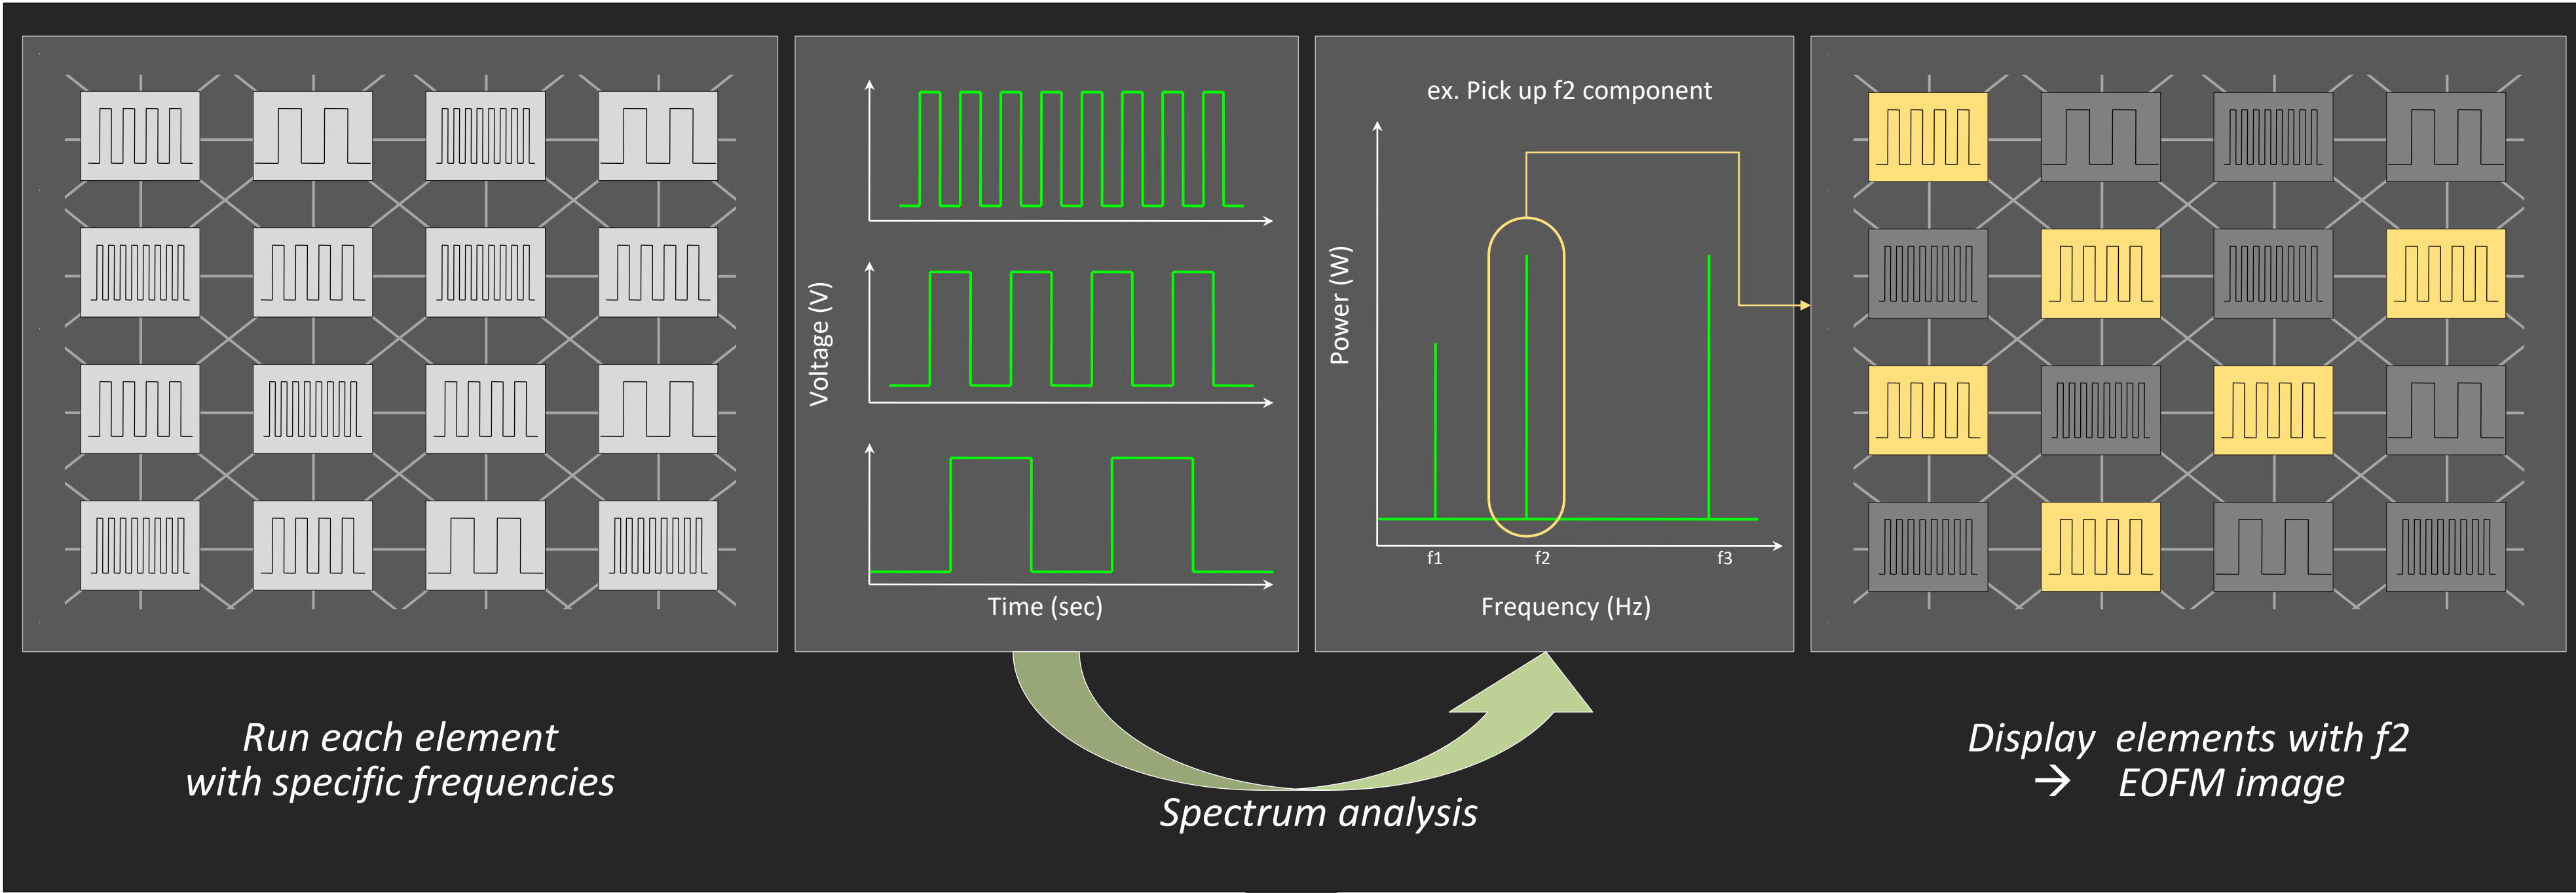 Voltage (V)
Time (sec)
ex. Pick up f2 component
Power (W)
f1
f2
f3
Frequency (Hz)
Run each element
with specific frequencies
Spectrum analysis
Display elements with f2
→ EOFM image